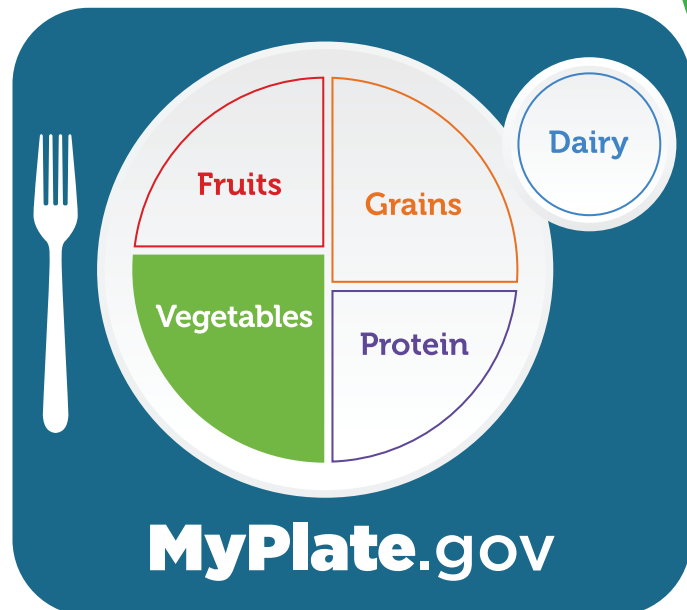 Fruits
Grains
Dairy
Vegetables
Protein
MyPlate.gov